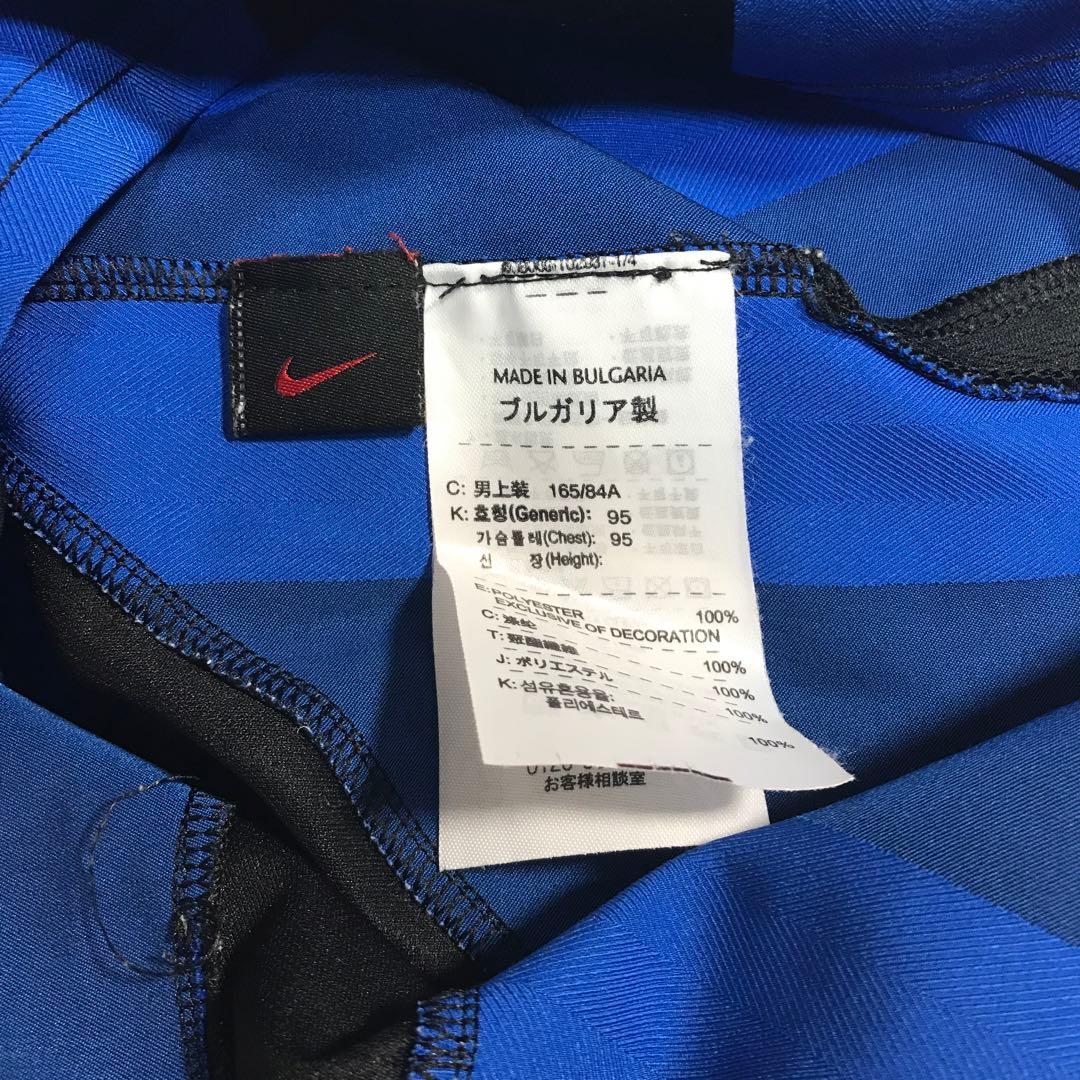 MADE IN BULGARIA
ブルガリア製
C: 男上装 165/84A
K: 호칭(Generic): 95
가슴둘레(Chest): 95
신 장(Height):
E: POLYESTER 100%
EXCLUSIVE OF DECORATION
C: 涤纶 100%
T: 聚酯纖維 100%
J: ポリエステル 100%
K: 섬유혼용율:
폴리에스테르 100%
お客様相談室